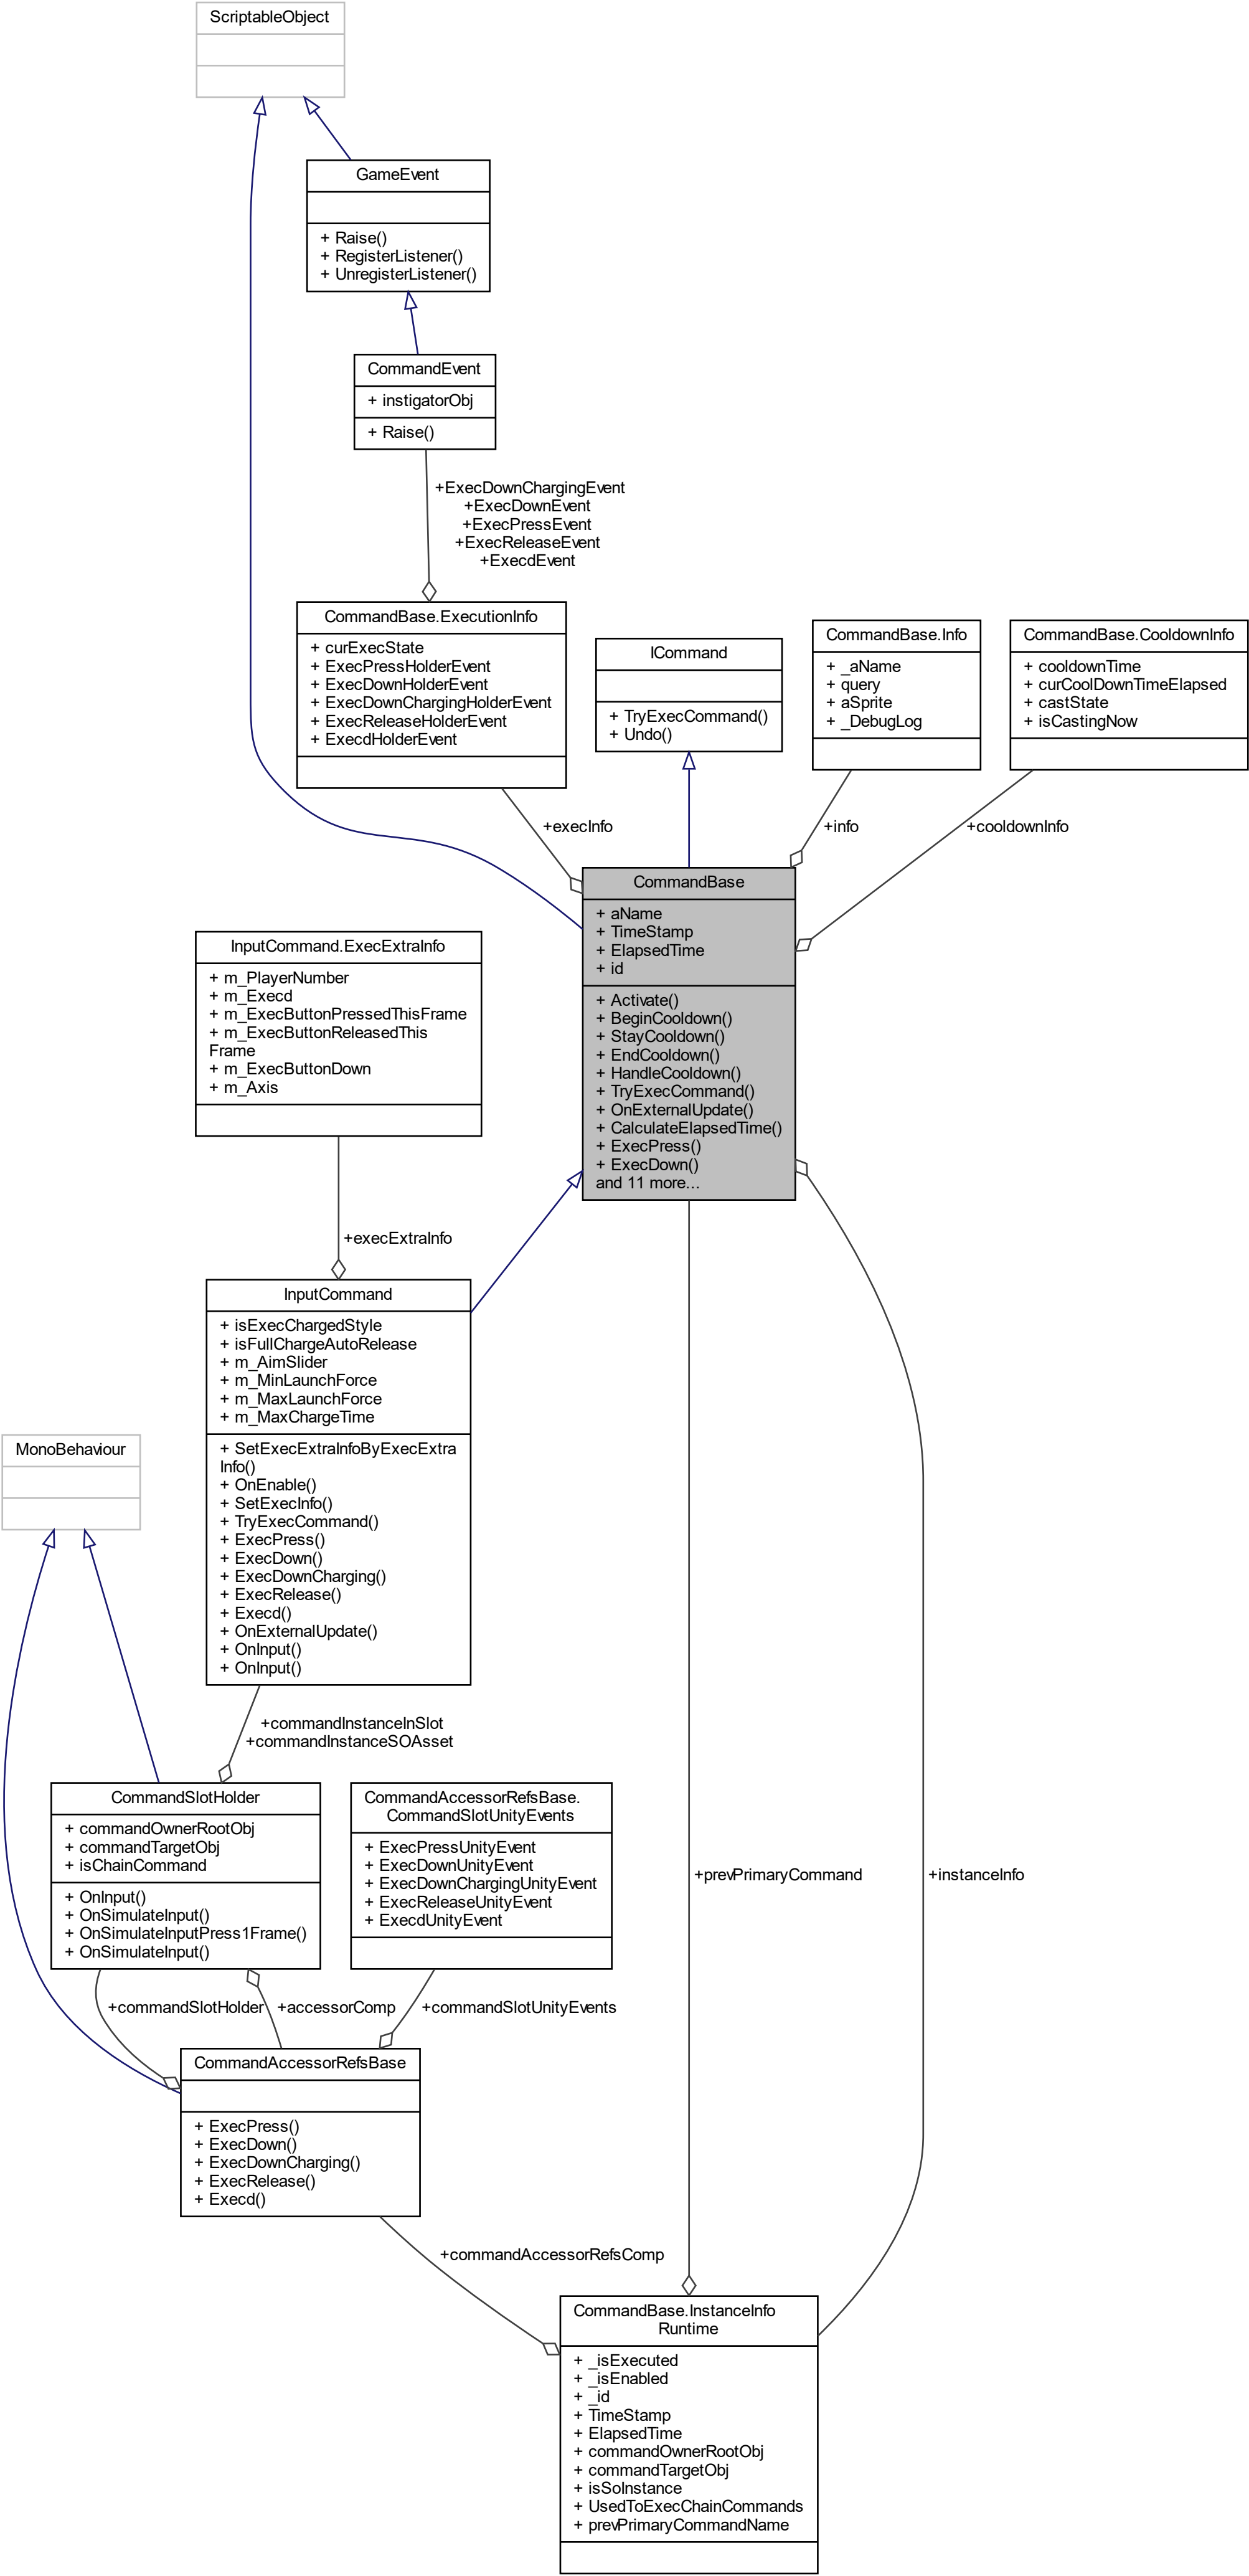 ScriptableObject
GameEvent
+ Raise()
+ RegisterListener()
+ UnregisterListener()
CommandEvent
+ instigatorObj
+ Raise()
+ExecDownChargingEvent
+ExecDownEvent
+ExecPressEvent
+ExecReleaseEvent
+ExecdEvent
CommandBase.ExecutionInfo
+ curExecState
+ ExecPressHolderEvent
+ ExecDownHolderEvent
+ ExecDownChargingHolderEvent
+ ExecReleaseHolderEvent
+ ExecdHolderEvent
ICommand
+ TryExecCommand()
+ Undo()
CommandBase.Info
+ _aName
+ query
+ aSprite
+ _DebugLog
CommandBase.CooldownInfo
+ cooldownTime
+ curCoolDownTimeElapsed
+ castState
+ isCastingNow
+execInfo
+info
+cooldownInfo
CommandBase
+ aName
+ TimeStamp
+ ElapsedTime
+ id
+ Activate()
+ BeginCooldown()
+ StayCooldown()
+ EndCooldown()
+ HandleCooldown()
+ TryExecCommand()
+ OnExternalUpdate()
+ CalculateElapsedTime()
+ ExecPress()
+ ExecDown()
and 11 more...
InputCommand.ExecExtraInfo
+ m_PlayerNumber
+ m_Execd
+ m_ExecButtonPressedThisFrame
+ m_ExecButtonReleasedThis
Frame
+ m_ExecButtonDown
+ m_Axis
+execExtraInfo
InputCommand
+ isExecChargedStyle
+ isFullChargeAutoRelease
+ m_AimSlider
+ m_MinLaunchForce
+ m_MaxLaunchForce
+ m_MaxChargeTime
+ SetExecExtraInfoByExecExtra
Info()
+ OnEnable()
+ SetExecInfo()
+ TryExecCommand()
+ ExecPress()
+ ExecDown()
+ ExecDownCharging()
+ ExecRelease()
+ Execd()
+ OnExternalUpdate()
+ OnInput()
+ OnInput()
MonoBehaviour
+commandInstanceInSlot
+commandInstanceSOAsset
CommandSlotHolder
+ commandOwnerRootObj
+ commandTargetObj
+ isChainCommand
+ OnInput()
+ OnSimulateInput()
+ OnSimulateInputPress1Frame()
+ OnSimulateInput()
CommandAccessorRefsBase.
CommandSlotUnityEvents
+ ExecPressUnityEvent
+ ExecDownUnityEvent
+ ExecDownChargingUnityEvent
+ ExecReleaseUnityEvent
+ ExecdUnityEvent
+prevPrimaryCommand
+instanceInfo
+commandSlotHolder
+accessorComp
+commandSlotUnityEvents
CommandAccessorRefsBase
+ ExecPress()
+ ExecDown()
+ ExecDownCharging()
+ ExecRelease()
+ Execd()
+commandAccessorRefsComp
CommandBase.InstanceInfo
Runtime
+ _isExecuted
+ _isEnabled
+ _id
+ TimeStamp
+ ElapsedTime
+ commandOwnerRootObj
+ commandTargetObj
+ isSoInstance
+ UsedToExecChainCommands
+ prevPrimaryCommandName